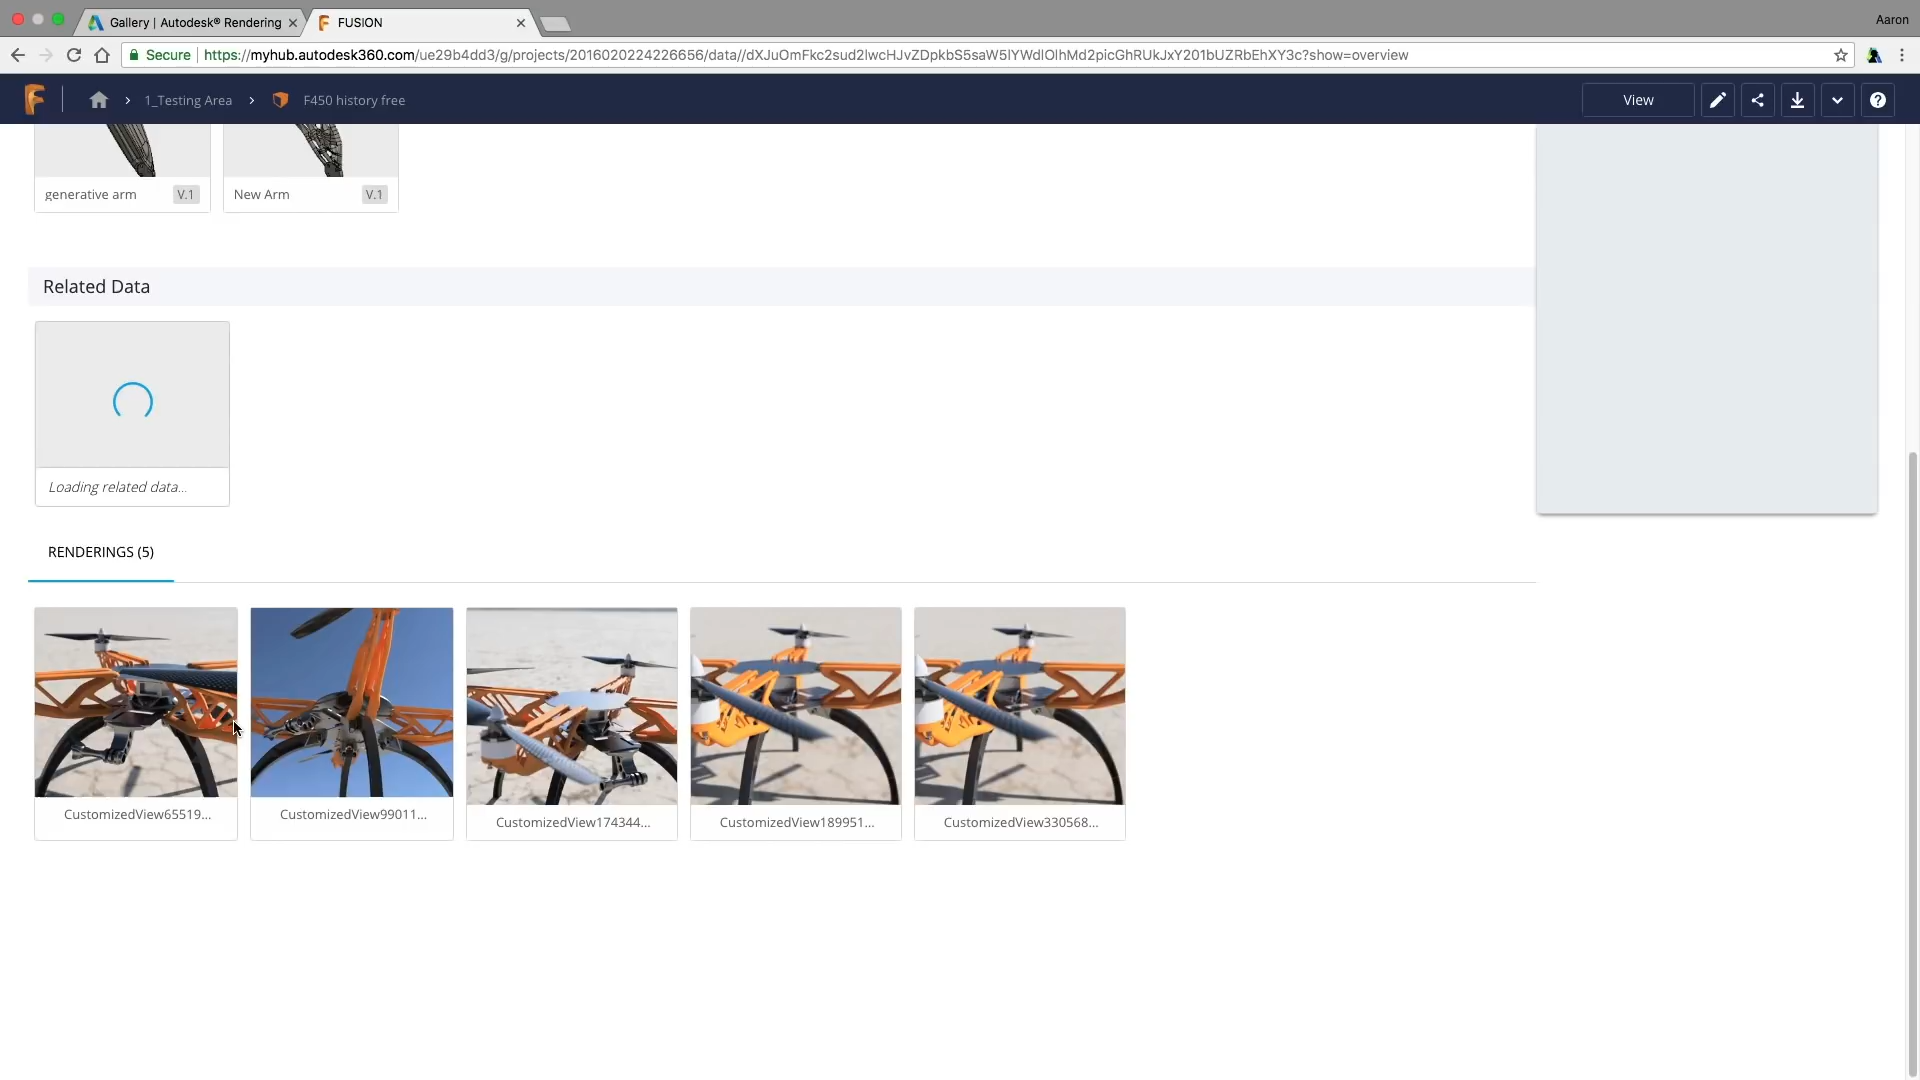 Gallery | Autodesk® Rendering
FUSION
Aaron
Secure
https://myhub.autodesk360.com/ue29b4dd3/g/projects/2016020224226656/data//dXJuOmFkc2sud2lwcHJvZDpkbS5saW5lYWdlOlhMd2picGhRUkJxY201bUZRbEhXY3c?show=overview
1_Testing Area
F450 history free
View
generative arm
V.1
New Arm
V.1
Related Data
Loading related data...
RENDERINGS (5)
CustomizedView65519...
CustomizedView99011...
CustomizedView174344...
CustomizedView189951...
CustomizedView330568...